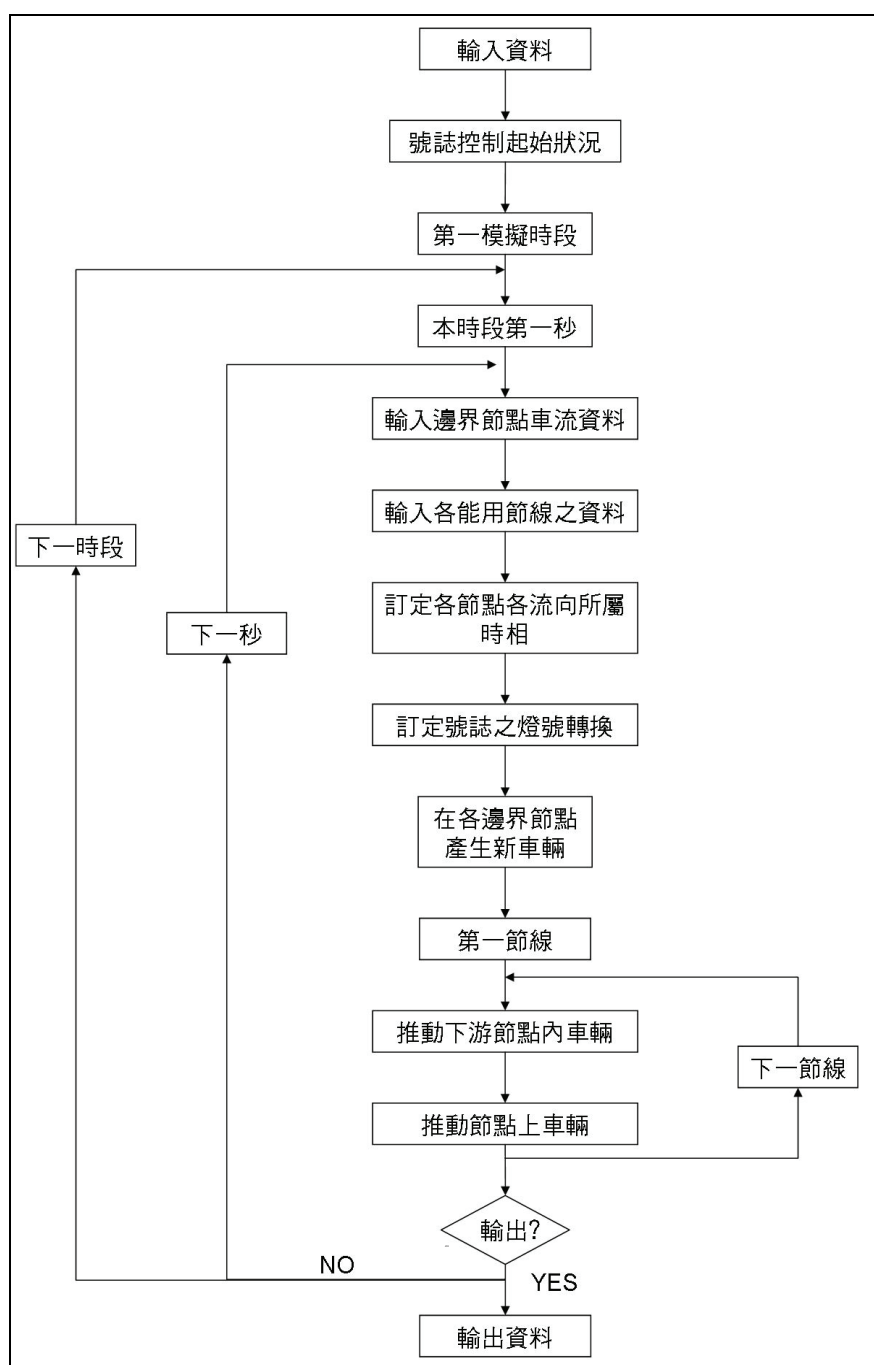 輸入資料
號誌控制起始狀況
第一模擬時段
本時段第一秒
輸入邊界節點車流資料
輸入各能用節線之資料
下一時段
訂定各節點各流向所屬
時相
下一秒
訂定號誌之燈號轉換
在各邊界節點
產生新車輛
第一節線
推動下游節點內車輛
下一節線
推動節點上車輛
輸出?
NO
YES
輸出資料